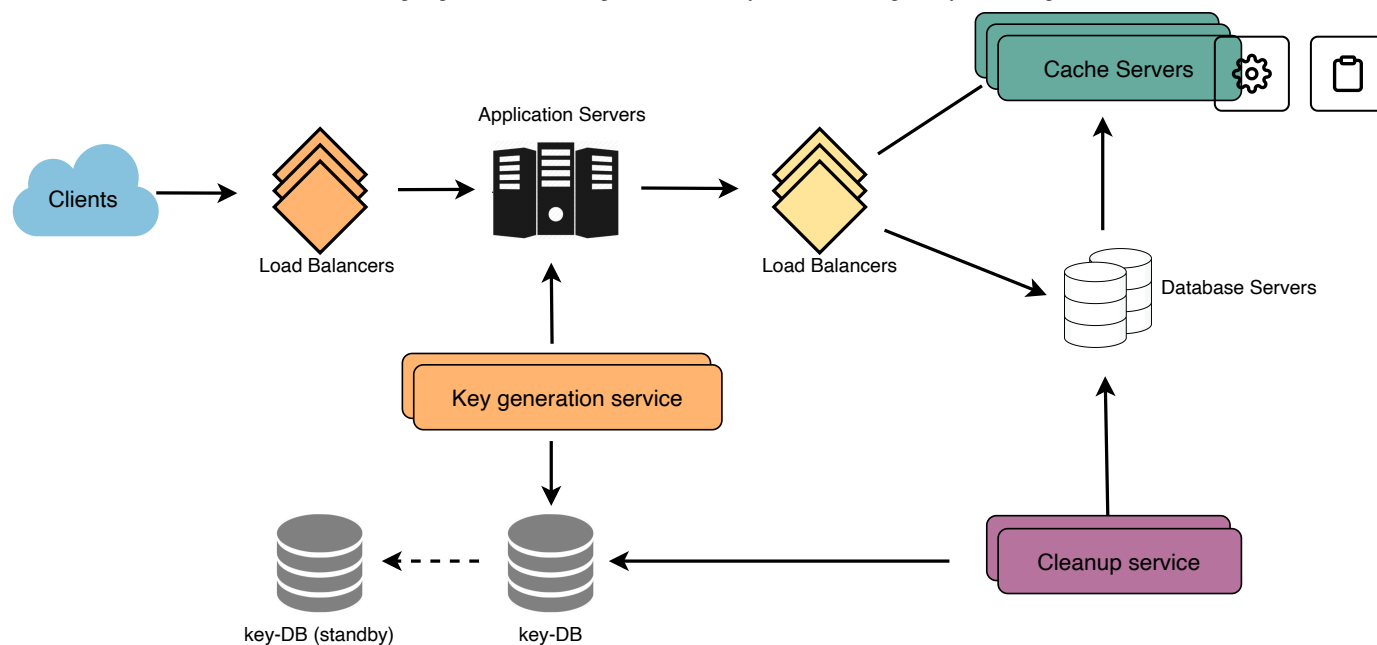 Cache Servers
Application Servers
Clients
Load Balancers
Load Balancers
Database Servers
Key generation service
Cleanup service
key-DB (standby)
key-DB